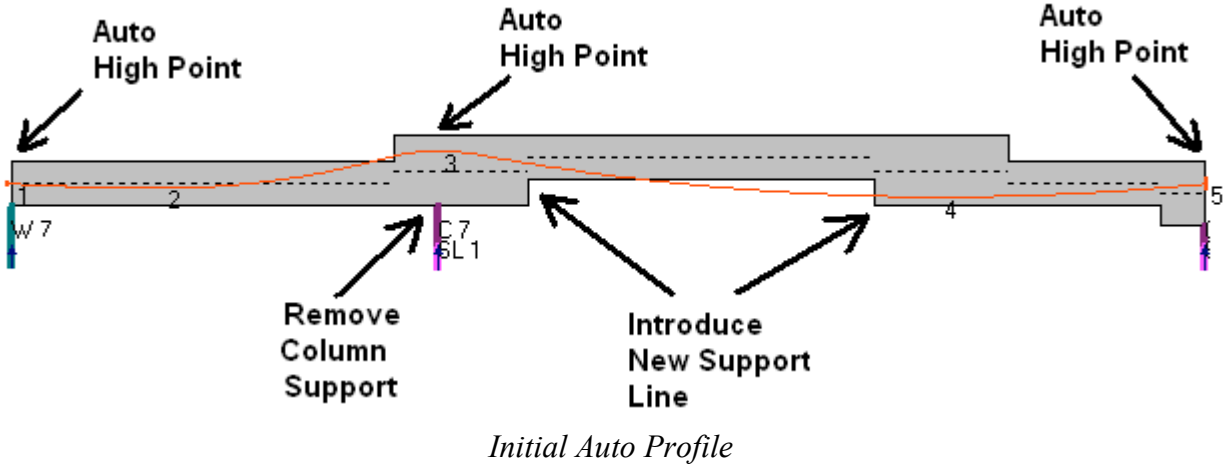 Auto
High Point
Auto
High Point
Auto
High Point
1
2
3
4
5
W 7
C 7
SL 1
Remove
Column
Support
Introduce
New Support
Line
Initial Auto Profile